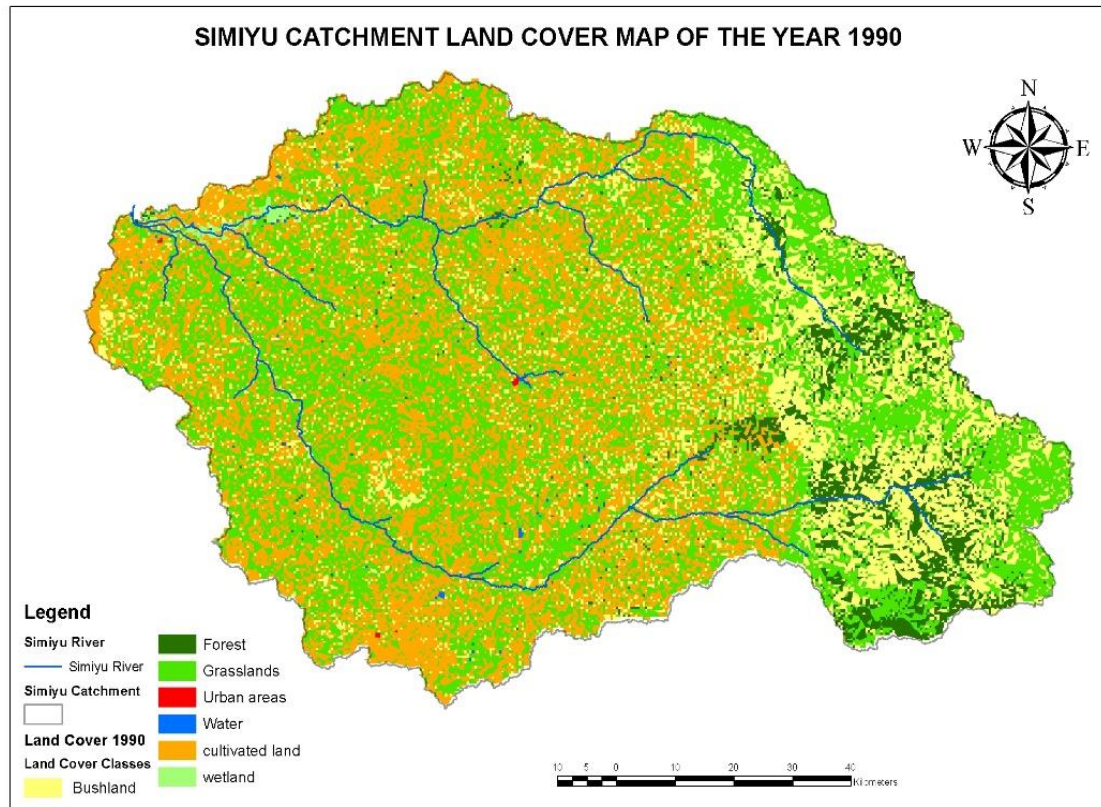 SIMIYU CATCHMENT LAND COVER MAP OF THE YEAR 1990
N
W E
S
Legend
Simiyu River
Simiyu River
Simiyu Catchment
Land Cover 1990
Land Cover Classes
Bushland
Forest
Grasslands
Urban areas
Water
cultivated land
wetland
10 5 0 10 20 30 40
Kilometers